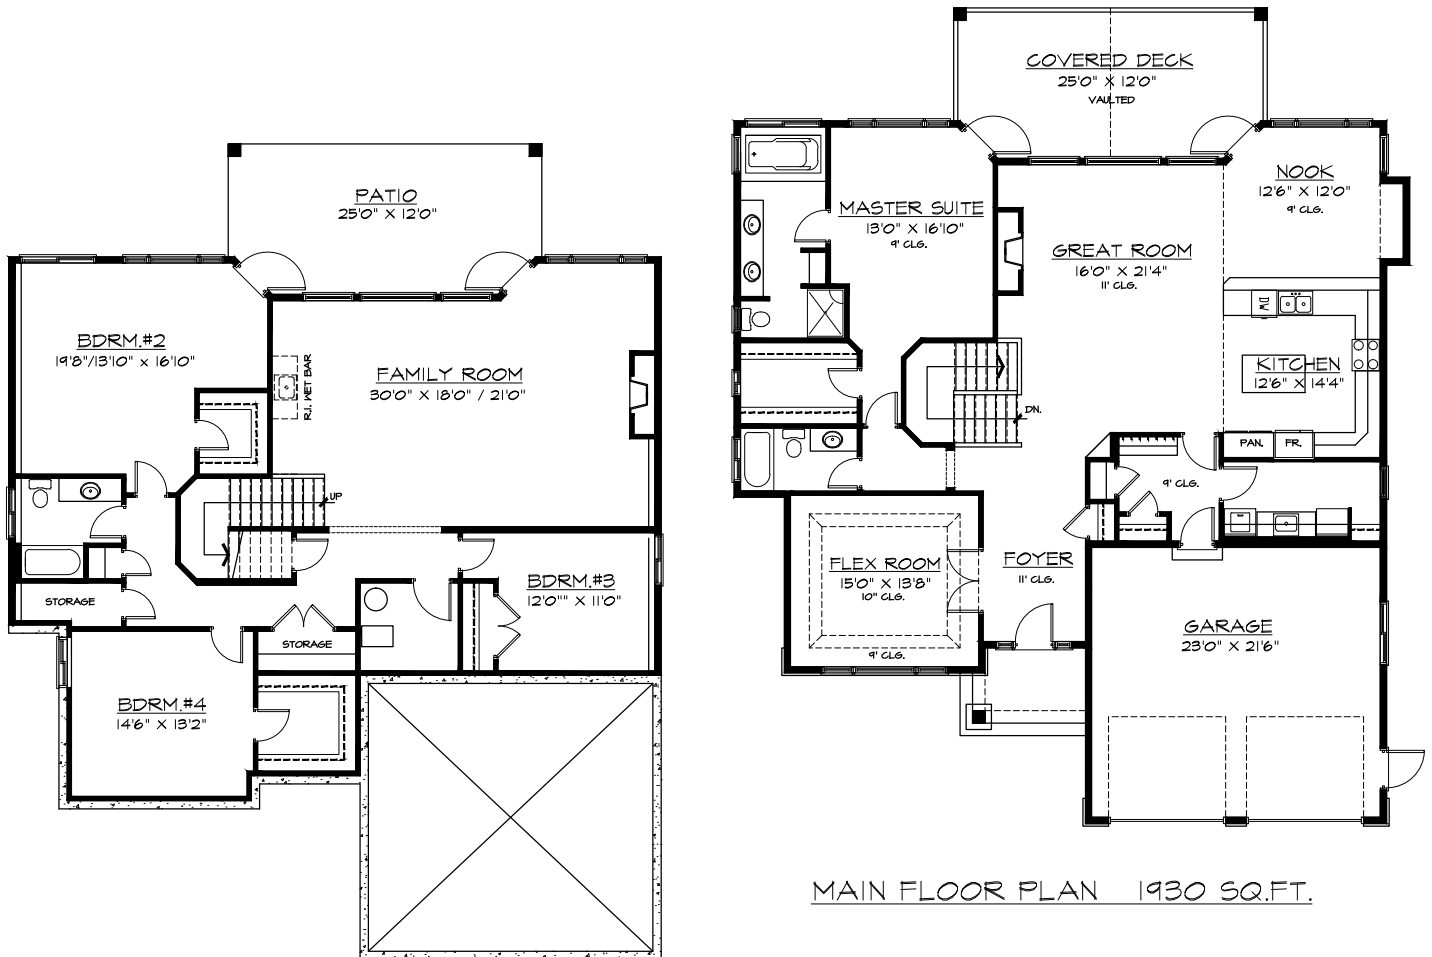 PATIO
25'0" X 12'0"
BDRM.#2
19'8"/13'10" X 16'10"
R.I. WET BAR
FAMILY ROOM
30'0" X 18'0" / 21'0"
UP
STORAGE
STORAGE
BDRM.#3
12'0"" X 11'0"
BDRM.#4
14'6" X 13'2"
COVERED DECK
25'0" X 12'0"
VAULTED
MASTER SUITE
13'0" X 16'10"
9' CLG.
GREAT ROOM
16'0" X 21'4"
11' CLG.
NOOK
12'6" X 12'0"
9' CLG.
DW
KITCHEN
12'6" X 14'4"
PAN.
FR.
DN.
9' CLG.
FLEX ROOM
15'0" X 13'8"
10" CLG.
9' CLG.
FOYER
11' CLG.
GARAGE
23'0" X 21'6"
MAIN FLOOR PLAN 1930 SQ.FT.